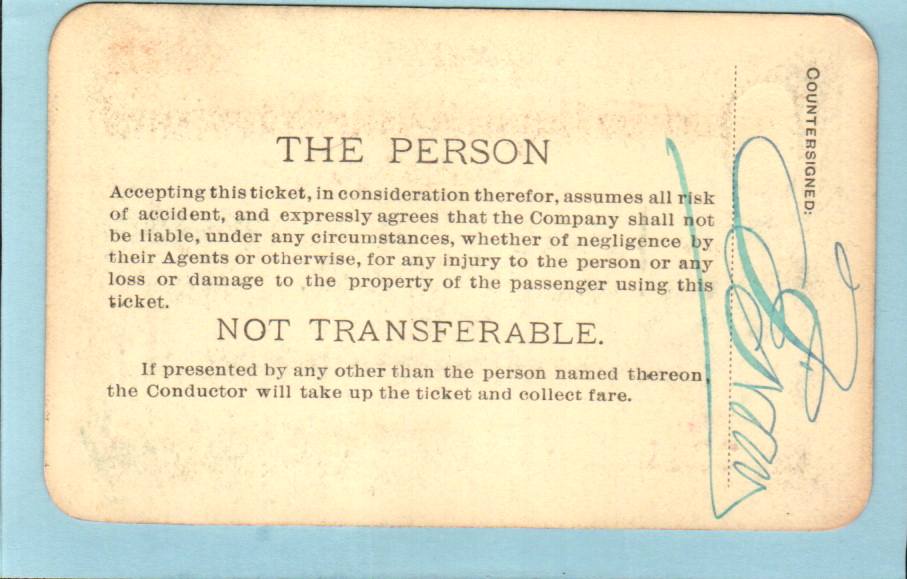 THE PERSON
Accepting this ticket, in consideration therefor, assumes all risk
of accident, and expressly agrees that the Company shall not
be liable, under any circumstances, whether of negligence by
their Agents or otherwise, for any injury to the person or any
loss or damage to the property of the passenger using this
ticket.
NOT TRANSFERABLE.
If presented by any other than the person named thereon,
the Conductor will take up the ticket and collect fare.
COUNTERSIGNED: